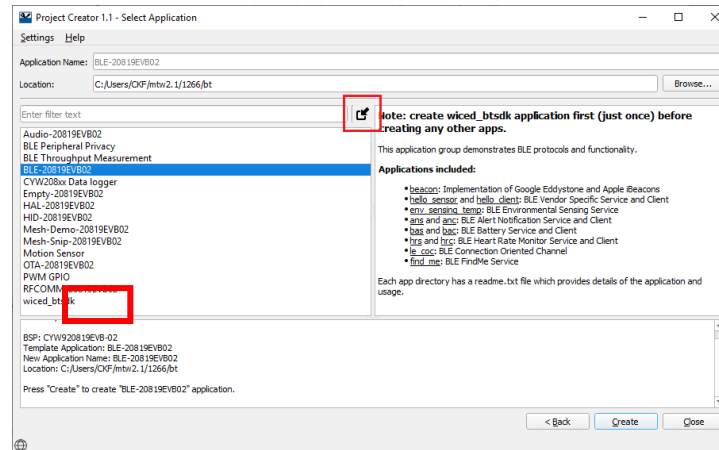 Project Creator 1.1 - Select Application
Settings Help
Application Name: BLE-20819EVB02
Location: C:/Users/CKF/mtw2.1/1266/bt Browse...
Enter filter text
Audio-20819EVB02
BLE Peripheral Privacy
BLE Throughput Measurement
BLE-20819EVB02
CYW208xx Data logger
Empty-20819EVB02
HAL-20819EVB02
HID-20819EVB02
Mesh-Demo-20819EVB02
Mesh-Snip-20819EVB02
Motion Sensor
OTA-20819EVB02
PWM GPIO
RFCOMM-20819EVB02
wiced_btsdk
Note: create wiced_btsdk application first (just once) before
creating any other apps.
This application group demonstrates BLE protocols and functionality.
Applications included:
• beacon: Implementation of Google Eddystone and Apple iBeacons
• hello_sensor and hello_client: BLE Vendor Specific Service and Client
• env_sensing_temp: BLE Environmental Sensing Service
• ans and anc: BLE Alert Notification Service and Client
• bas and bac: BLE Battery Service and Client
• hrs and hrc: BLE Heart Rate Monitor Service and Client
• le_coc: BLE Connection Oriented Channel
• find_me: BLE FindMe Service
Each app directory has a readme.txt file which provides details of the application and
usage.
BSP: CYW920819EVB-02
Template Application: BLE-20819EVB02
New Application Name: BLE-20819EVB02
Location: C:/Users/CKF/mtw2.1/1266/bt
Press "Create" to create "BLE-20819EVB02" application.
< Back Create Close